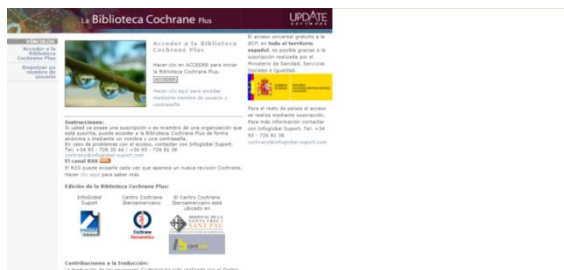 La Biblioteca Cochrane Plus
UPDATE
SOFTWARE
VÍNCULOS
Acceder a la
Biblioteca
Cochrane Plus
Registrar un
nombre de
usuario
Acceder a la Biblioteca
Cochrane Plus
Hacer clic en ACCEDER para iniciar
la Biblioteca Cochrane Plus.
ACCEDER
Hacer clic aquí para acceder
mediante nombre de usuario y
contraseña
El acceso universal gratuito a la
BCP, en todo el territorio
español, es posible gracias a la
suscripción realizada por el
Ministerio de Sanidad, Servicios
Sociales e Igualdad.
Para el resto de países el acceso
se realiza mediante suscripción.
Para más información contactar
con Infoglobal Suport: Tel: +34
93 - 726 81 36
cochrane@infoglobal-suport.com
Instrucciones:
Si usted ya posee una suscripción o es miembro de una organización que
está suscrita, puede acceder a la Biblioteca Cochrane Plus de forma
anónima o mediante un nombre y una contraseña.
En caso de problemas con el acceso, contactar con Infoglobal Suport:
Tel: +34 93 - 726 35 44 / +34 93 - 726 81 36
cochrane@infoglobal-suport.com
El canal RSS
El RSS puede avisarle cada vez que aparece un nueva revisión Cochrane.
Hacer clic aquí para saber más
Edición de la Biblioteca Cochrane Plus:
InfoGlobal
Suport
Centro Cochrane
Iberoamericano
El Centro Cochrane
Iberoamericano está
ubicado en
Cochrane
Iberoamérica
HOSPITAL DE LA
SANTA CREU I
SANT PAU
Contribuciones a la traducción: